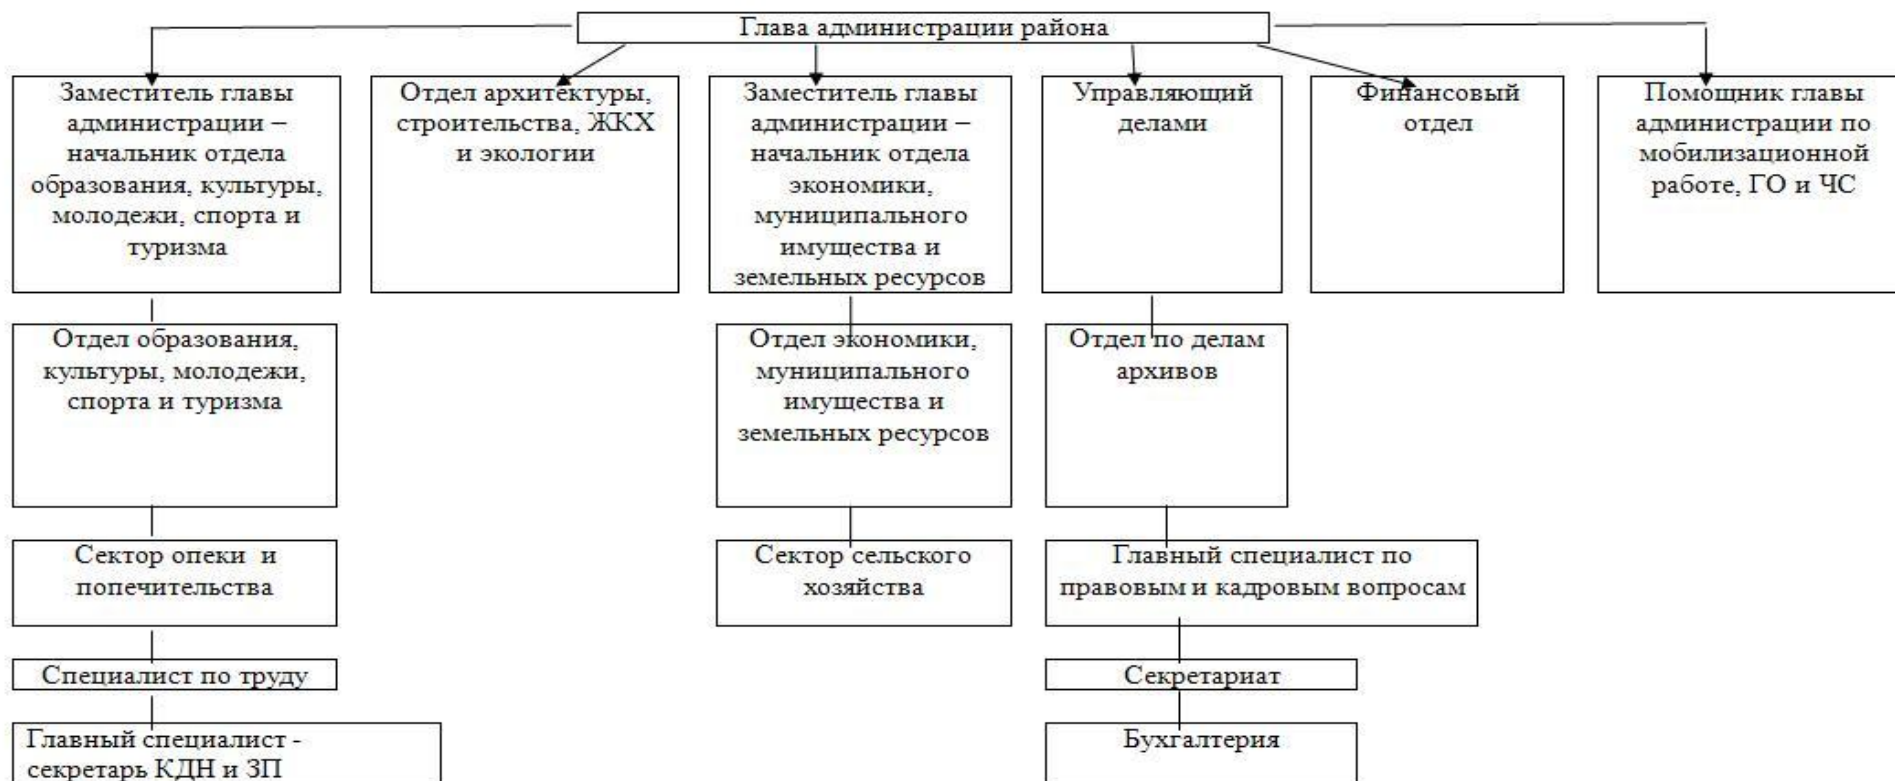 Глава администрации района
Заместитель главы
администрации –
начальник отдела
образования, культуры,
молодежи, спорта и
туризма
Отдел архитектуры,
строительства, ЖКХ
и экологии
Заместитель главы
администрации –
начальник отдела
экономики,
муниципального
имущества и
земельных ресурсов
Управляющий
делами
Финансовый
отдел
Помощник главы
администрации по
мобилизационной
работе, ГО и ЧС
Отдел образования,
культуры, молодежи,
спорта и туризма
Отдел экономики,
муниципального
имущества и
земельных ресурсов
Отдел по делам
архивов
Сектор опеки и
попечительства
Сектор сельского
хозяйства
Главный специалист по
правовым и кадровым вопросам
Специалист по труду
Секретариат
Главный специалист -
секретарь КДН и ЗП
Бухгалтерия